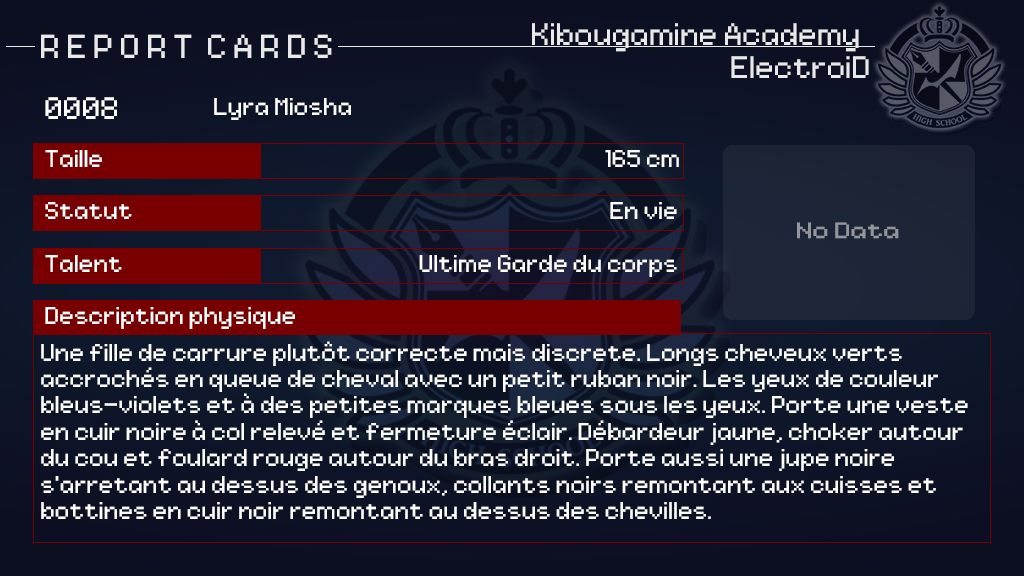 REPORT CARDS
Kibougamine Academy
ElectroiD
HIGH SCHOOL
0008 Lyra Miosha
Taille 165 cm
Statut En vie
No Data
Talent Ultime Garde du corps
Description physique
Une fille de carrure plutôt correcte mais discrete. Longs cheveux verts
accrochés en queue de cheval avec un petit ruban noir. Les yeux de couleur
bleus-violets et à des petites marques bleues sous les yeux. Porte une veste
en cuir noire à col relevé et fermeture éclair. Débardeur jaune, choker autour
du cou et foulard rouge autour du bras droit. Porte aussi une jupe noire
s'arretant au dessus des genoux, collants noirs remontant aux cuisses et
bottines en cuir noir remontant au dessus des chevilles.